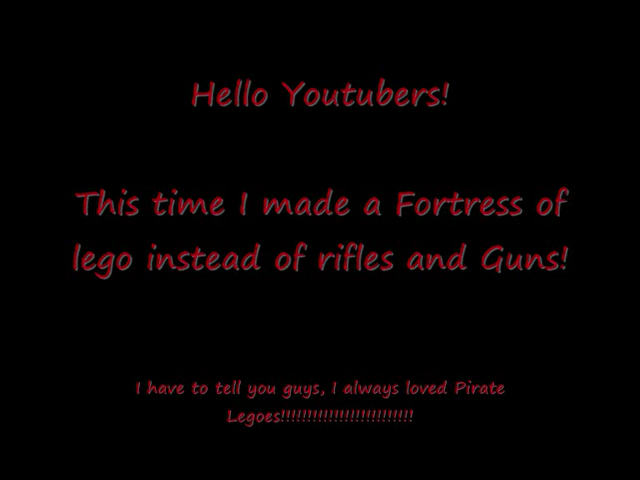 Hello Youtubers!
This time I made a Fortress of
lego instead of rifles and Guns!
I have to tell you guys, I always loved Pirate
Legoes!!!!!!!!!!!!!!!!!!!!!!!!!